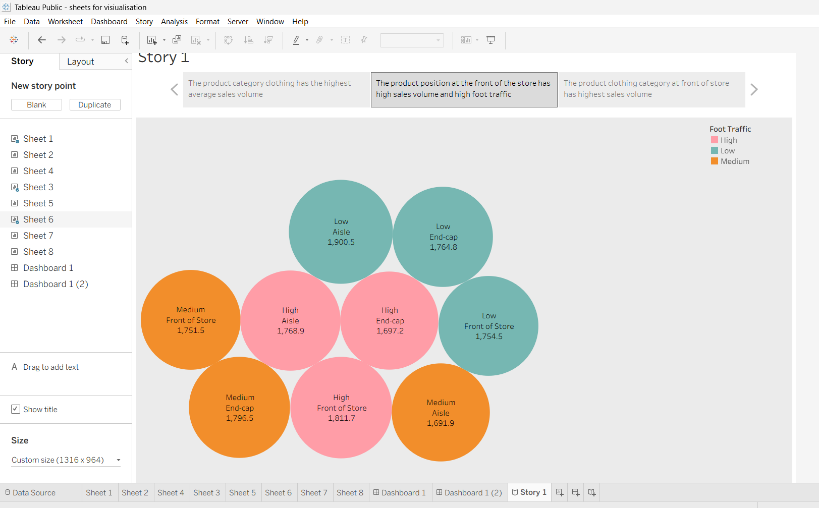 Tableau Public - sheets for visiualisation
File Data Worksheet Dashboard Story Analysis Format Server Window Help
Story Layout
Story 1
New story point
Blank Duplicate
The product category clothing has the highest
average sales volume
The product position at the front of the store has
high sales volume and high foot traffic
The product clothing category at front of store
has highest sales volume
Sheet 1
Sheet 2
Sheet 4
Sheet 3
Sheet 5
Sheet 6
Sheet 7
Sheet 8
Dashboard 1
Dashboard 1 (2)
A Drag to add text
Show title
Size
Custom size (1316 x 964)
Foot Traffic
High
Low
Medium
Low
Aisle
1,900.5
Low
End-cap
1,764.8
Medium
Front of Store
1,751.5
High
Aisle
1,768.9
High
End-cap
1,697.2
Low
Front of Store
1,754.5
Medium
End-cap
1,796.5
High
Front of Store
1,811.7
Medium
Aisle
1,691.9
Data Source Sheet 1 Sheet 2 Sheet 4 Sheet 3 Sheet 5 Sheet 6 Sheet 7 Sheet 8 Dashboard 1 Dashboard 1 (2) Story 1